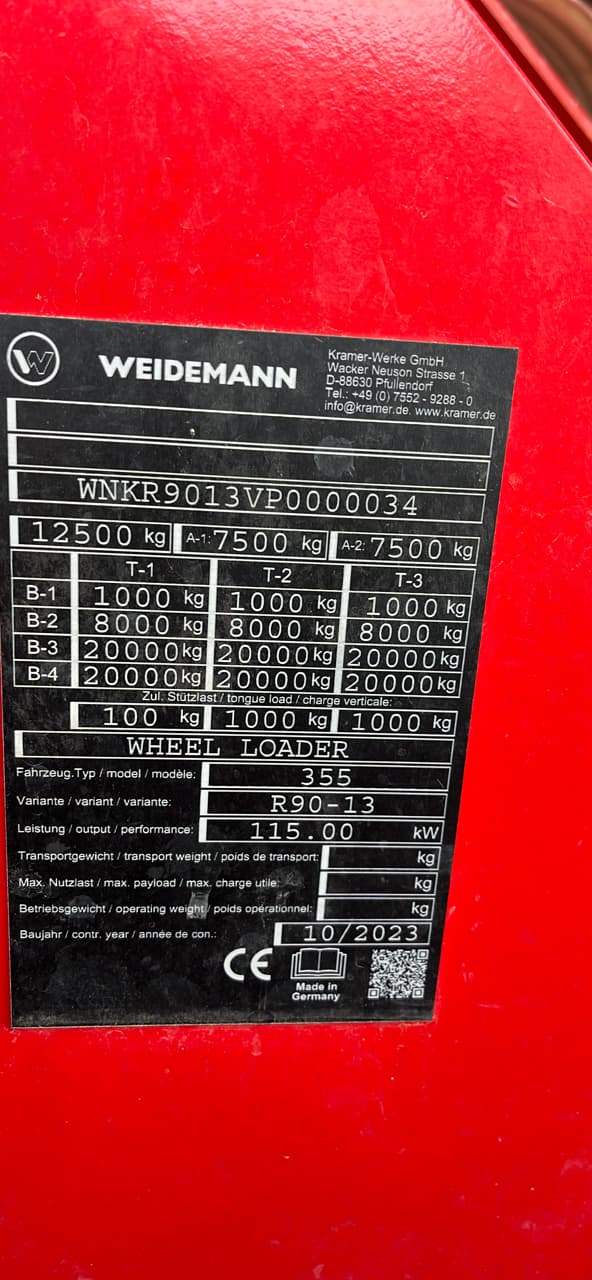 W WEIDEMANN
Kramer-Werke GmbH
Wacker Neuson Strasse 1
D-88630 Pfullendorf
Tel.: +49 (0) 7552 - 9288 - 0
info@kramer.de. www.kramer.de
WNKR9013VP0000034
12500 kg A-1: 7500 kg A-2: 7500 kg
T-1 T-2 T-3
B-1 1000 kg 1000 kg 1000 kg
B-2 8000 kg 8000 kg 8000 kg
B-3 20000 kg 20000 kg 20000 kg
B-4 20000 kg 20000 kg 20000 kg
Zul. Stützlast / tongue load / charge verticale:
100 kg 1000 kg 1000 kg
WHEEL LOADER
Fahrzeug.Typ / model / modèle: 355
Variante / variant / variante: R90-13
Leistung / output / performance: 115.00 kW
Transportgewicht / transport weight / poids de transport: kg
Max. Nutzlast / max. payload / max. charge utile: kg
Betriebsgewicht / operating weight / poids opérationnel: kg
Baujahr / contr. year / année de con.: 10/2023
CE
Made in
Germany